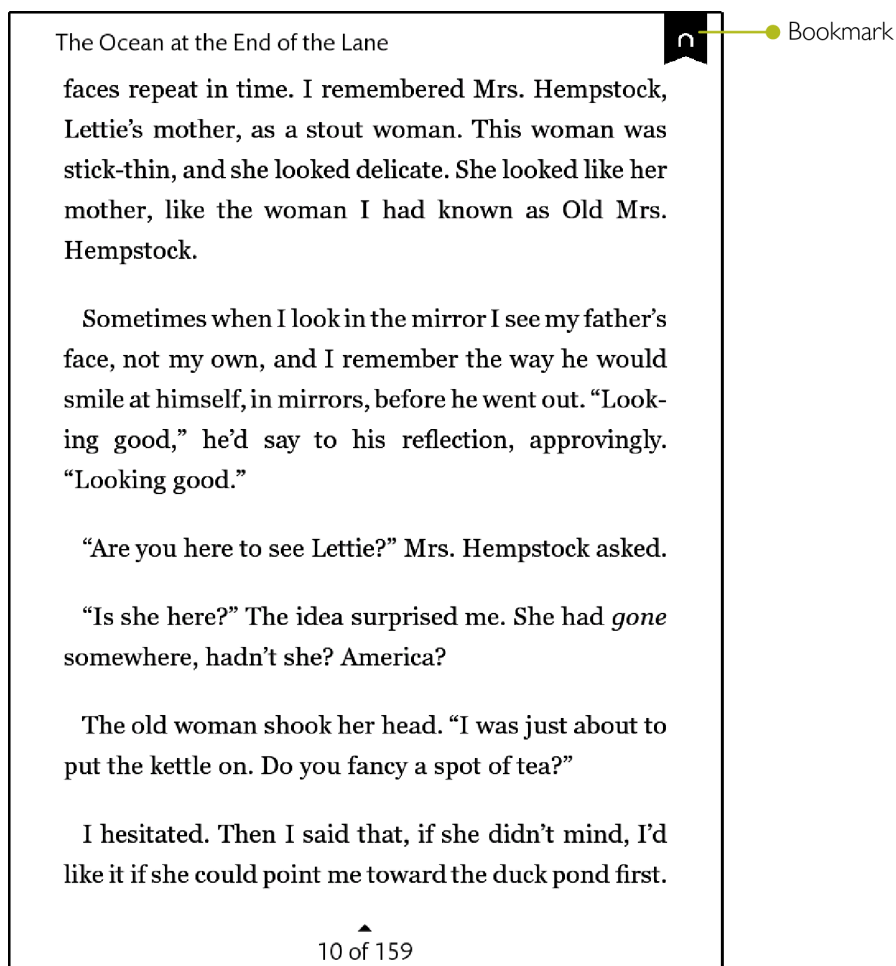 The Ocean at the End of the Lane
Bookmark
faces repeat in time. I remembered Mrs. Hempstock,
Lettie’s mother, as a stout woman. This woman was
stick-thin, and she looked delicate. She looked like her
mother, like the woman I had known as Old Mrs.
Hempstock.
Sometimes when I look in the mirror I see my father’s
face, not my own, and I remember the way he would
smile at himself, in mirrors, before he went out. “Look-
ing good,” he’d say to his reflection, approvingly.
“Looking good.”
“Are you here to see Lettie?” Mrs. Hempstock asked.
“Is she here?” The idea surprised me. She had gone
somewhere, hadn’t she? America?
The old woman shook her head. “I was just about to
put the kettle on. Do you fancy a spot of tea?”
I hesitated. Then I said that, if she didn’t mind, I’d
like it if she could point me toward the duck pond first.
10 of 159